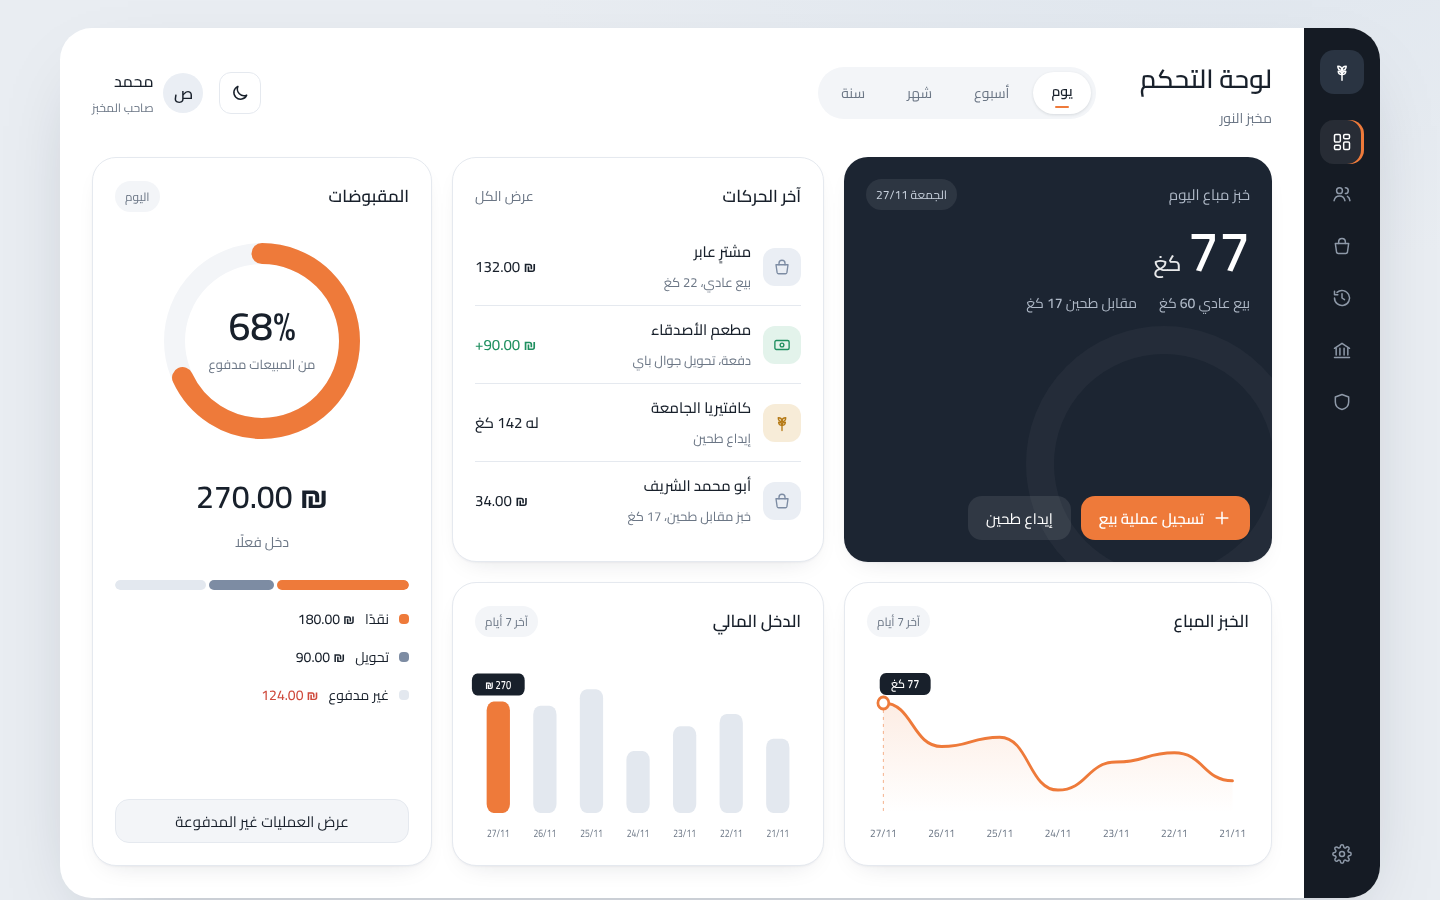 لوحة التحكم
مخبز النور
يوم
أسبوع
شهر
سنة
محمد
صاحب المخبز
ص
خبز مباع اليوم
الجمعة 27/11
77 كغ
بيع عادي 60 كغ
مقابل طحين 17 كغ
تسجيل عملية بيع
إيداع طحين
آخر الحركات
عرض الكل
مشترٍ عابر
بيع عادي، 22 كغ
132.00 ₪
مطعم الأصدقاء
دفعة، تحويل جوال باي
+90.00 ₪
كافتيريا الجامعة
إيداع طحين
له 142 كغ
أبو محمد الشريف
خبز مقابل طحين، 17 كغ
34.00 ₪
المقبوضات
اليوم
68%
من المبيعات مدفوع
270.00 ₪
دخل فعلًا
نقدًا 180.00 ₪
تحويل 90.00 ₪
غير مدفوع 124.00 ₪
عرض العمليات غير المدفوعة
الخبز المباع
آخر 7 أيام
77 كغ
21/11
22/11
23/11
24/11
25/11
26/11
27/11
الدخل المالي
آخر 7 أيام
270 ₪
21/11
22/11
23/11
24/11
25/11
26/11
27/11